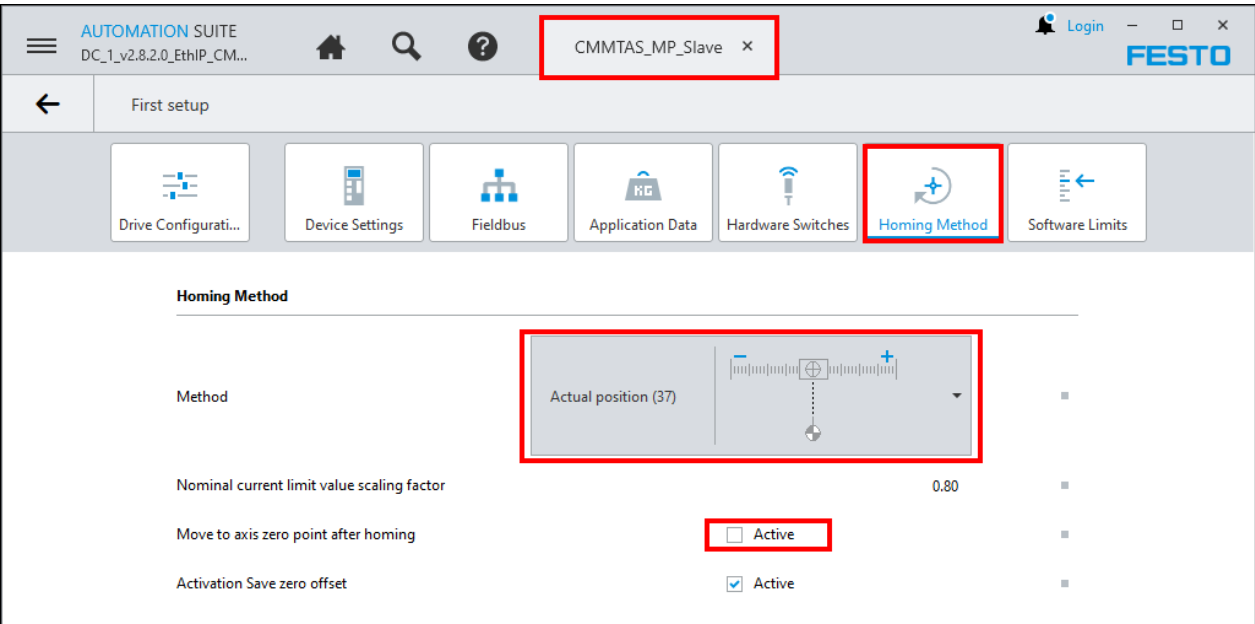 AUTOMATION SUITE
DC_1_v2.8.2.0_EthIP_CM...
CMMTAS_MP_Slave
Login
FESTO
First setup
Drive Configurati...
Device Settings
Fieldbus
KG
Application Data
Hardware Switches
Homing Method
Software Limits
Homing Method
Method
Actual position (37)
Nominal current limit value scaling factor
0.80
Move to axis zero point after homing
Active
Activation Save zero offset
Active